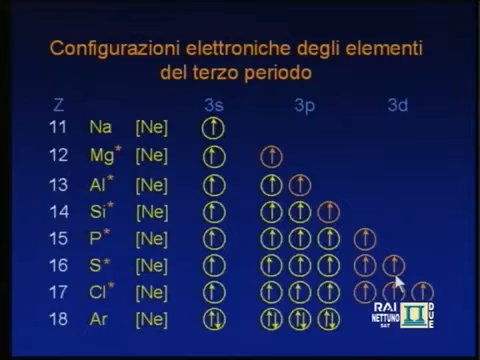 Configurazioni elettroniche degli elementi
del terzo periodo
Z 3s 3p 3d
11 Na [Ne]
12 Mg* [Ne]
13 Al* [Ne]
14 Si* [Ne]
15 P* [Ne]
16 S* [Ne]
17 Cl* [Ne]
18 Ar [Ne]
RAI
NETTUNO
SAT
DUE